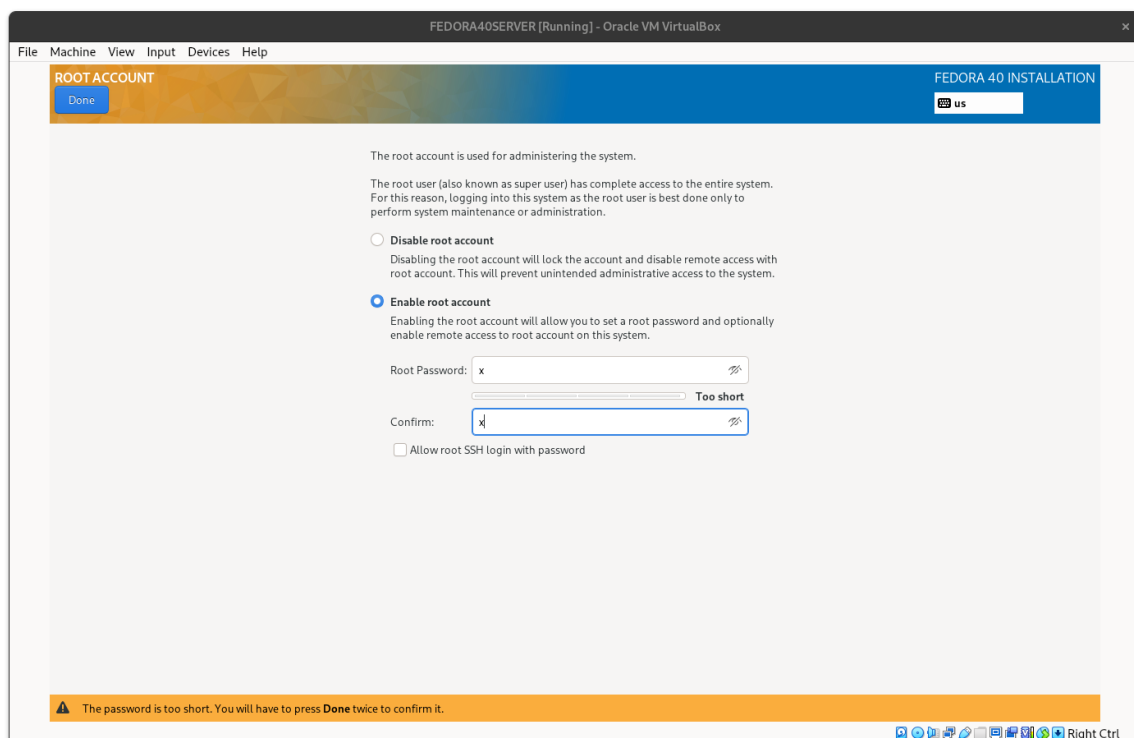 FEDORA40SERVER [Running] - Oracle VM VirtualBox
File Machine View Input Devices Help
ROOT ACCOUNT
FEDORA 40 INSTALLATION
Done
us
The root account is used for administering the system.
The root user (also known as super user) has complete access to the entire system.
For this reason, logging into this system as the root user is best done only to
perform system maintenance or administration.
Disable root account
Disabling the root account will lock the account and disable remote access with
root account. This will prevent unintended administrative access to the system.
Enable root account
Enabling the root account will allow you to set a root password and optionally
enable remote access to root account on this system.
Root Password: x
Too short
Confirm: x
Allow root SSH login with password
The password is too short. You will have to press Done twice to confirm it.
Right Ctrl